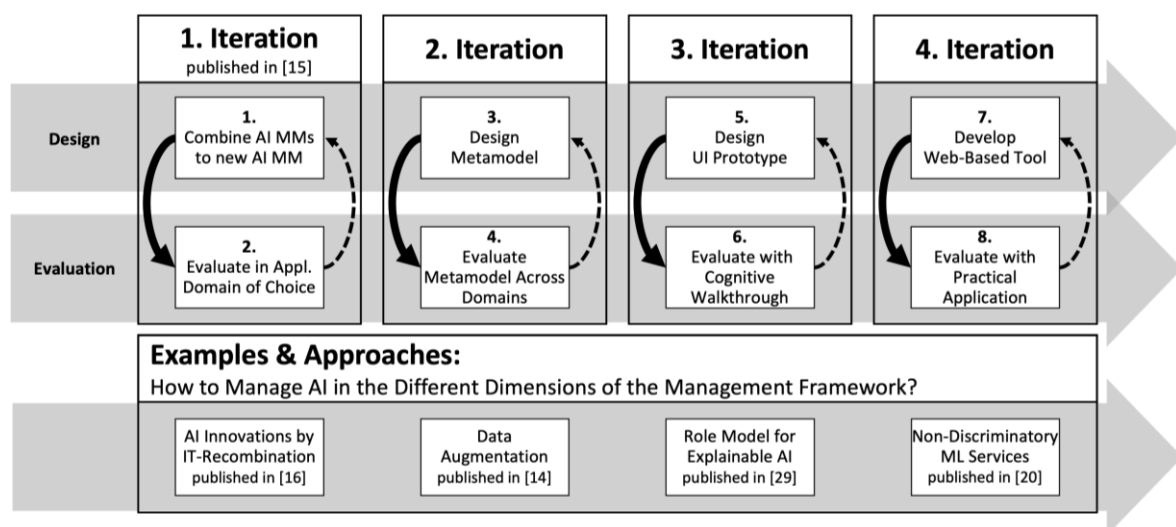 1. Iteration
published in [15]
2. Iteration
3. Iteration
4. Iteration
Design
1.
Combine AI MMs
to new AI MM
3.
Design
Metamodel
5.
Design
UI Prototype
7.
Develop
Web-Based Tool
Evaluation
2.
Evaluate in Appl.
Domain of Choice
4.
Evaluate
Metamodel Across
Domains
6.
Evaluate with
Cognitive
Walkthrough
8.
Evaluate with
Practical
Application
Examples & Approaches:
How to Manage AI in the Different Dimensions of the Management Framework?
AI Innovations by
IT-Recombination
published in [16]
Data
Augmentation
published in [14]
Role Model for
Explainable AI
published in [29]
Non-Discriminatory
ML Services
published in [20]